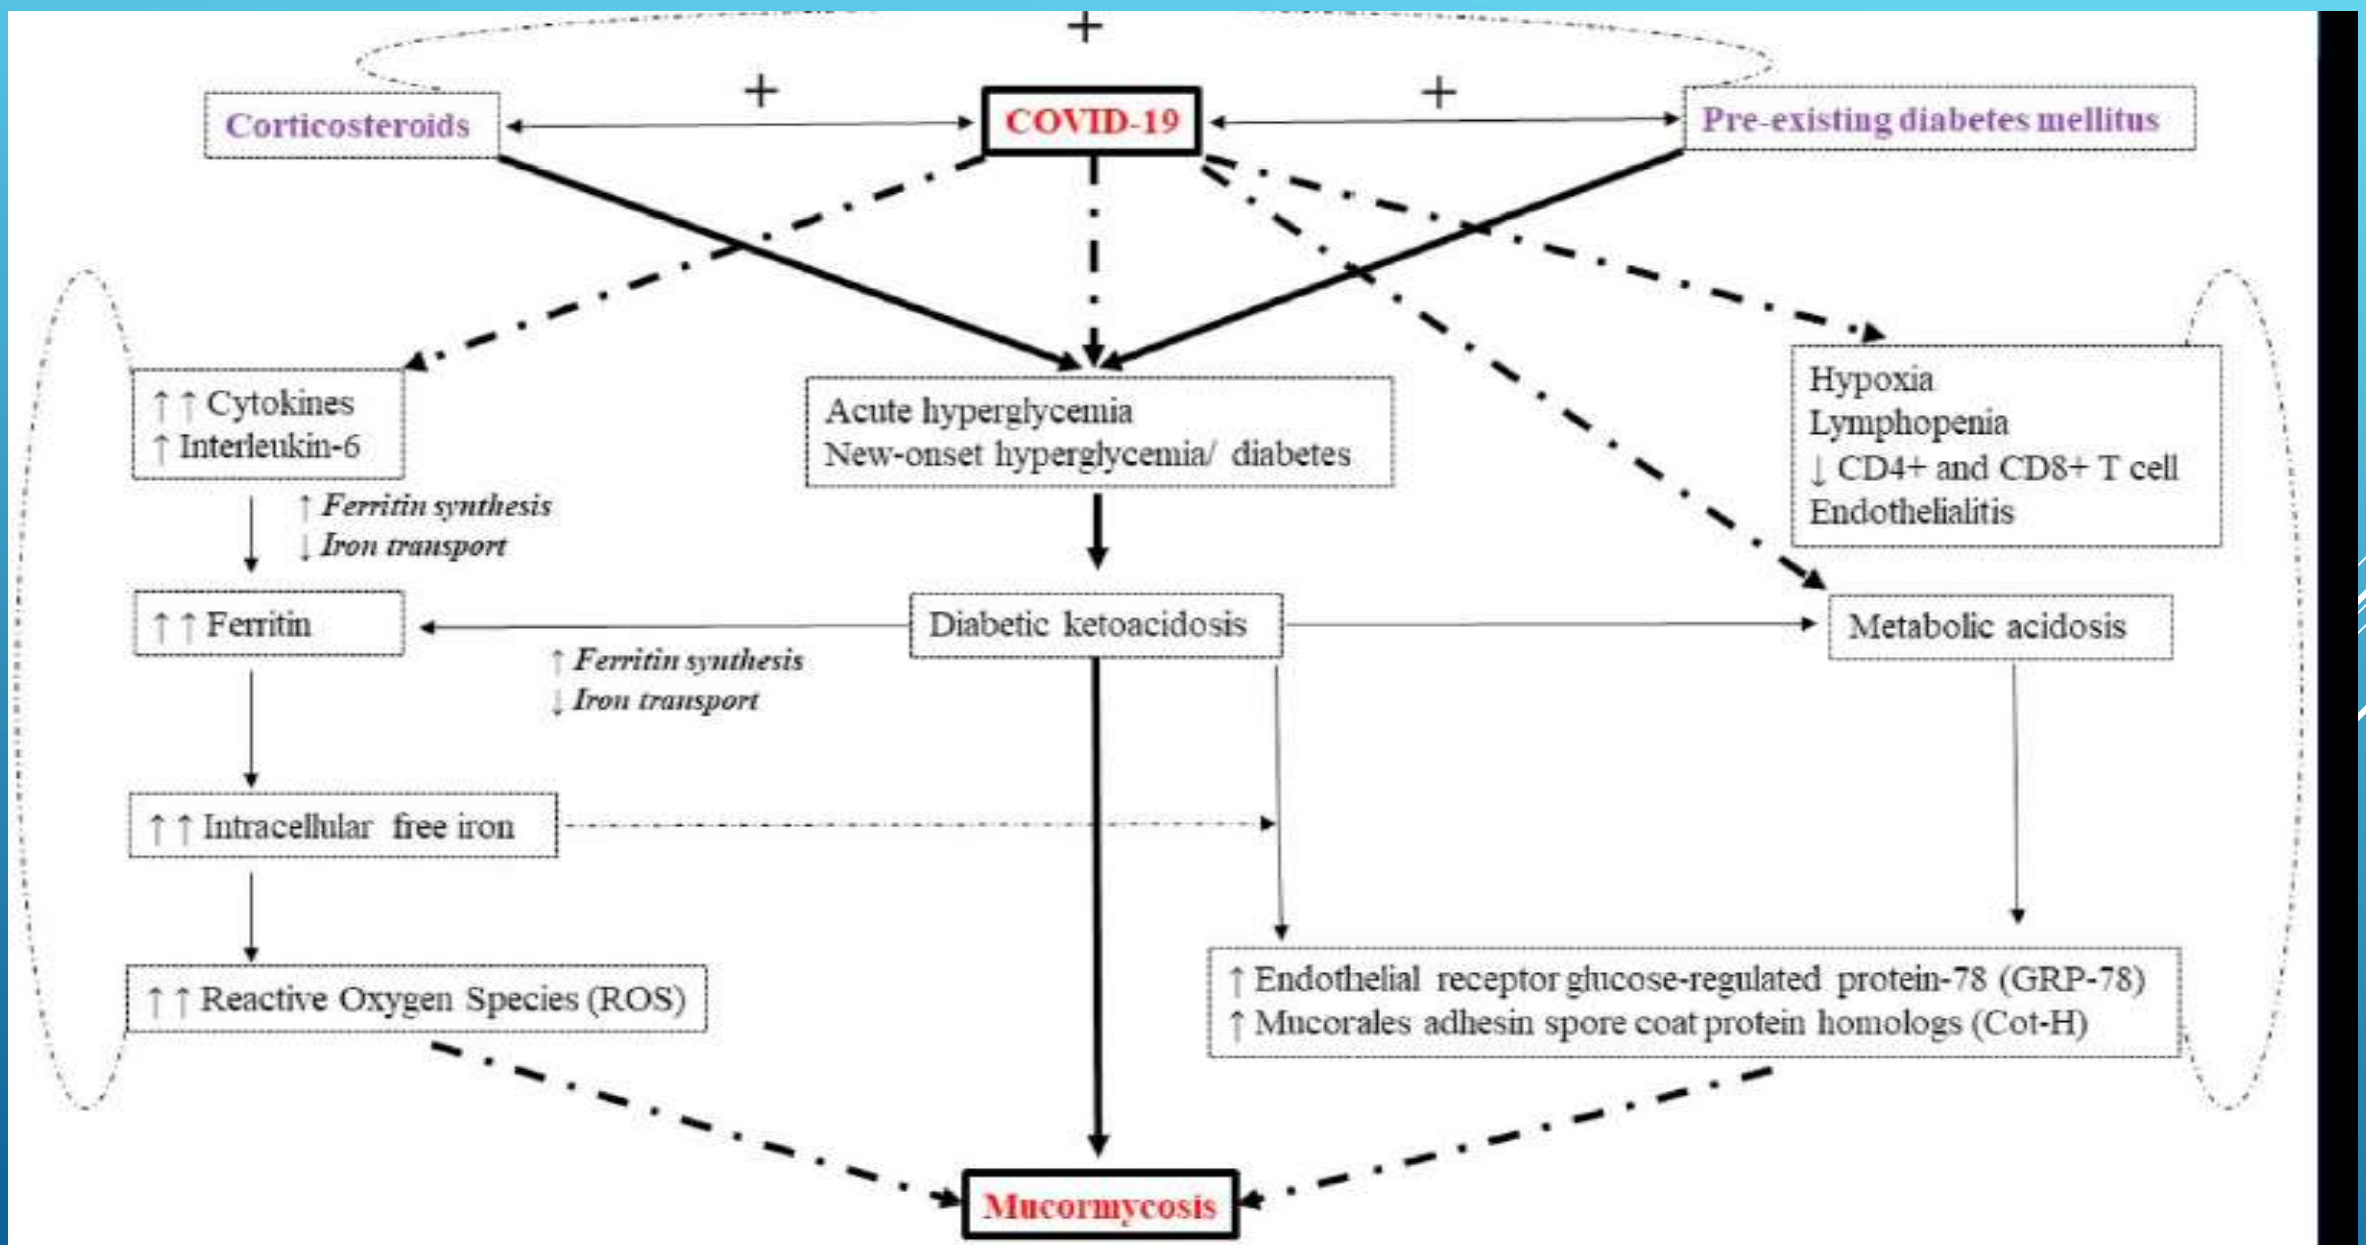 +
+
+
Corticosteroids
COVID-19
Pre-existing diabetes mellitus
↑ ↑ Cytokines
↑ Interleukin-6
Acute hyperglycemia
New-onset hyperglycemia/ diabetes
Hypoxia
Lymphopenia
↓ CD4+ and CD8+ T cell
Endothelialitis
↑ Ferritin synthesis
↓ Iron transport
↑ ↑ Ferritin
Diabetic ketoacidosis
Metabolic acidosis
↑ Ferritin synthesis
↓ Iron transport
↑ ↑ Intracellular free iron
↑ ↑ Reactive Oxygen Species (ROS)
↑ Endothelial receptor glucose-regulated protein-78 (GRP-78)
↑ Mucorales adhesin spore coat protein homologs (Cot-H)
Mucormycosis